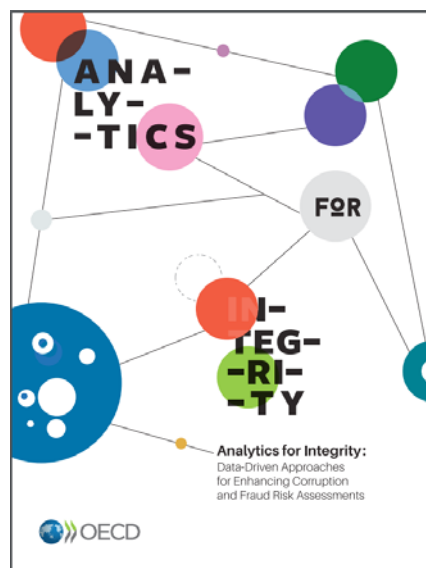 ANA-
LY-
-TICS
FOR
IN-
TEG-
-RI-
-TY
Analytics for Integrity:
Data-Driven Approaches
for Enhancing Corruption
and Fraud Risk Assessments
OECD